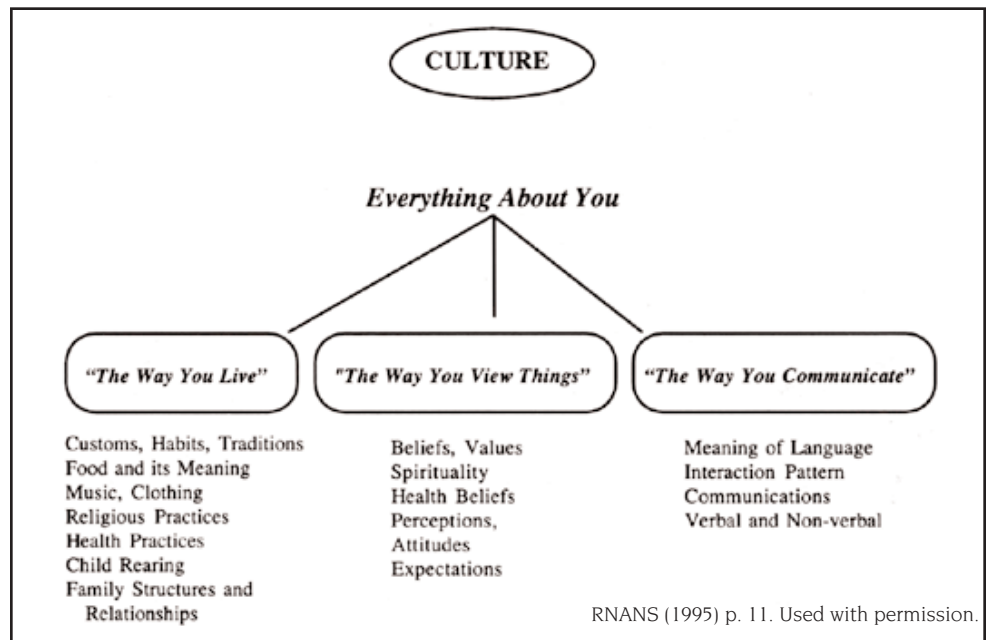 CULTURE
Everything About You
“The Way You Live”
"The Way You View Things”
“The Way You Communicate”
Customs, Habits, Traditions
Food and its Meaning
Music, Clothing
Religious Practices
Health Practices
Child Rearing
Family Structures and
Relationships
Beliefs, Values
Spirituality
Health Beliefs
Perceptions,
Attitudes
Expectations
Meaning of Language
Interaction Pattern
Communications
Verbal and Non-verbal
RNANS (1995) p. 11. Used with permission.